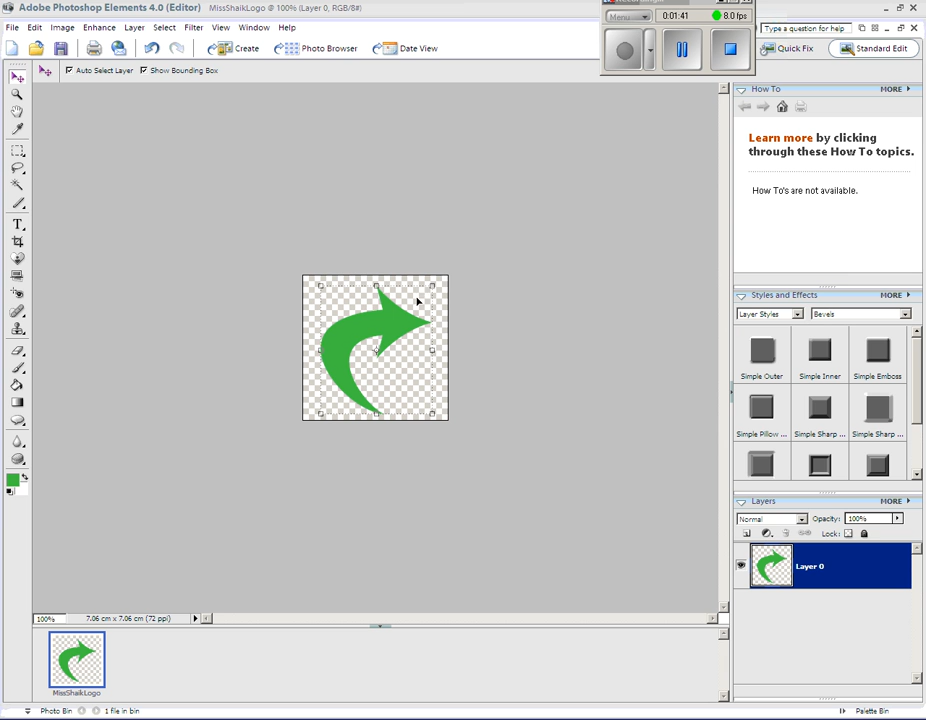 Adobe Photoshop Elements 4.0 (Editor) MissShaikLogo @ 100% (Layer 0, RGB/8#)
Menu 0:01:41 8.0 fps
File Edit Image Enhance Layer Select Filter View Window Help
Type a question for help
Create Photo Browser Date View Quick Fix Standard Edit
Auto Select Layer Show Bounding Box
How To MORE
Learn more by clicking
through these How To topics.
How To's are not available.
Styles and Effects MORE
Layer Styles Bevels
Simple Outer Simple Inner Simple Emboss
Simple Pillow ... Simple Sharp ... Simple Sharp ...
Layers MORE
Normal Opacity: 100%
Lock:
Layer 0
100% 7.06 cm x 7.06 cm (72 ppi)
MissShaikLogo
Photo Bin 1 file in bin Palette Bin